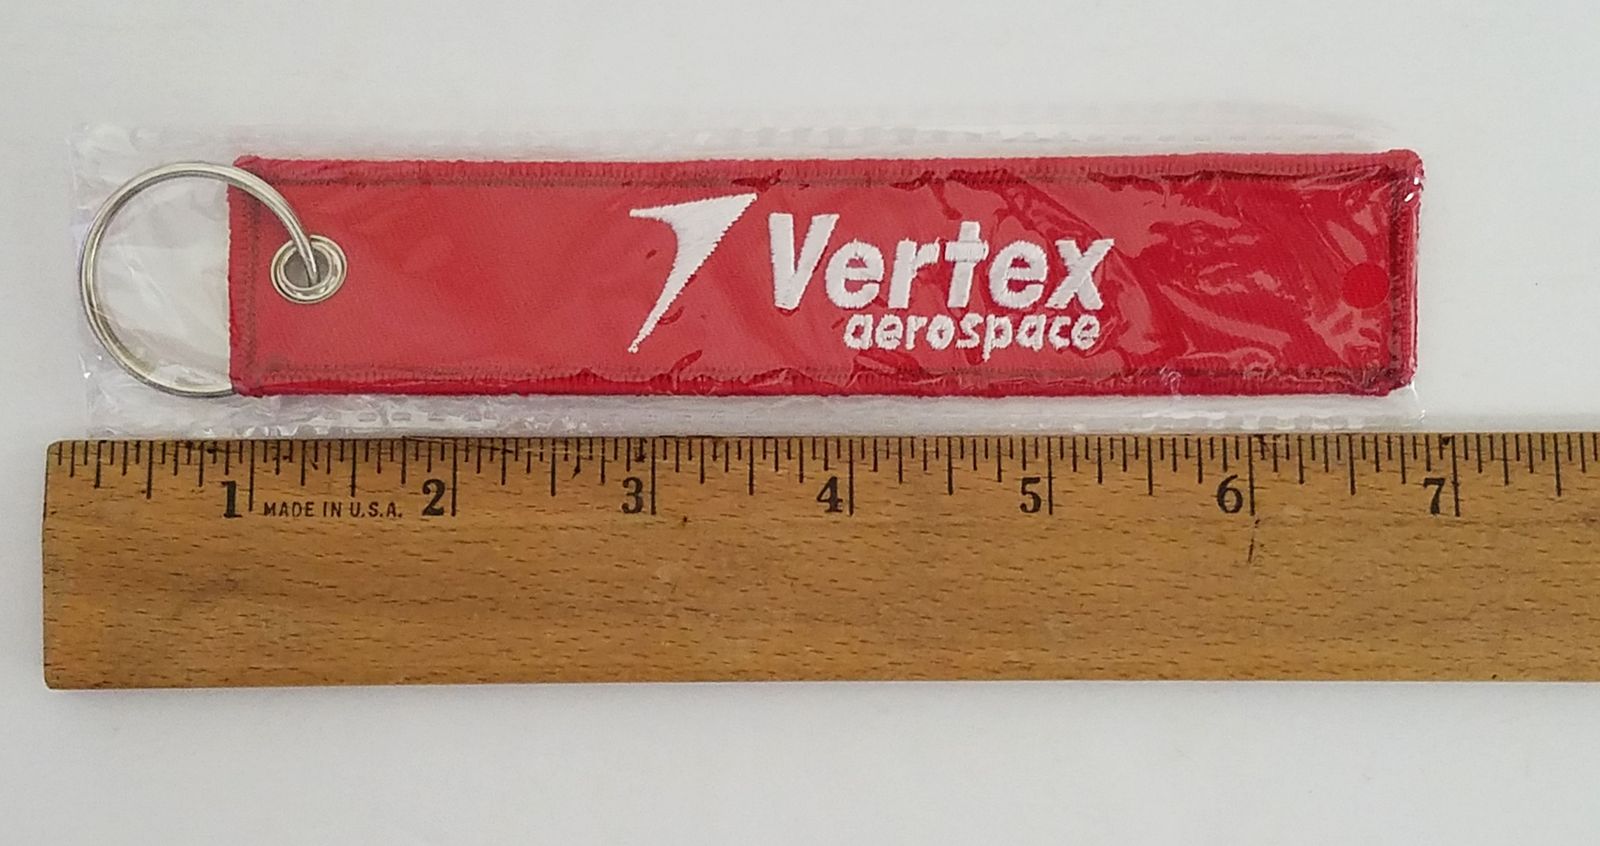 Vertex
aerospace
1 MADE IN U.S.A. 2 3 4 5 6 7